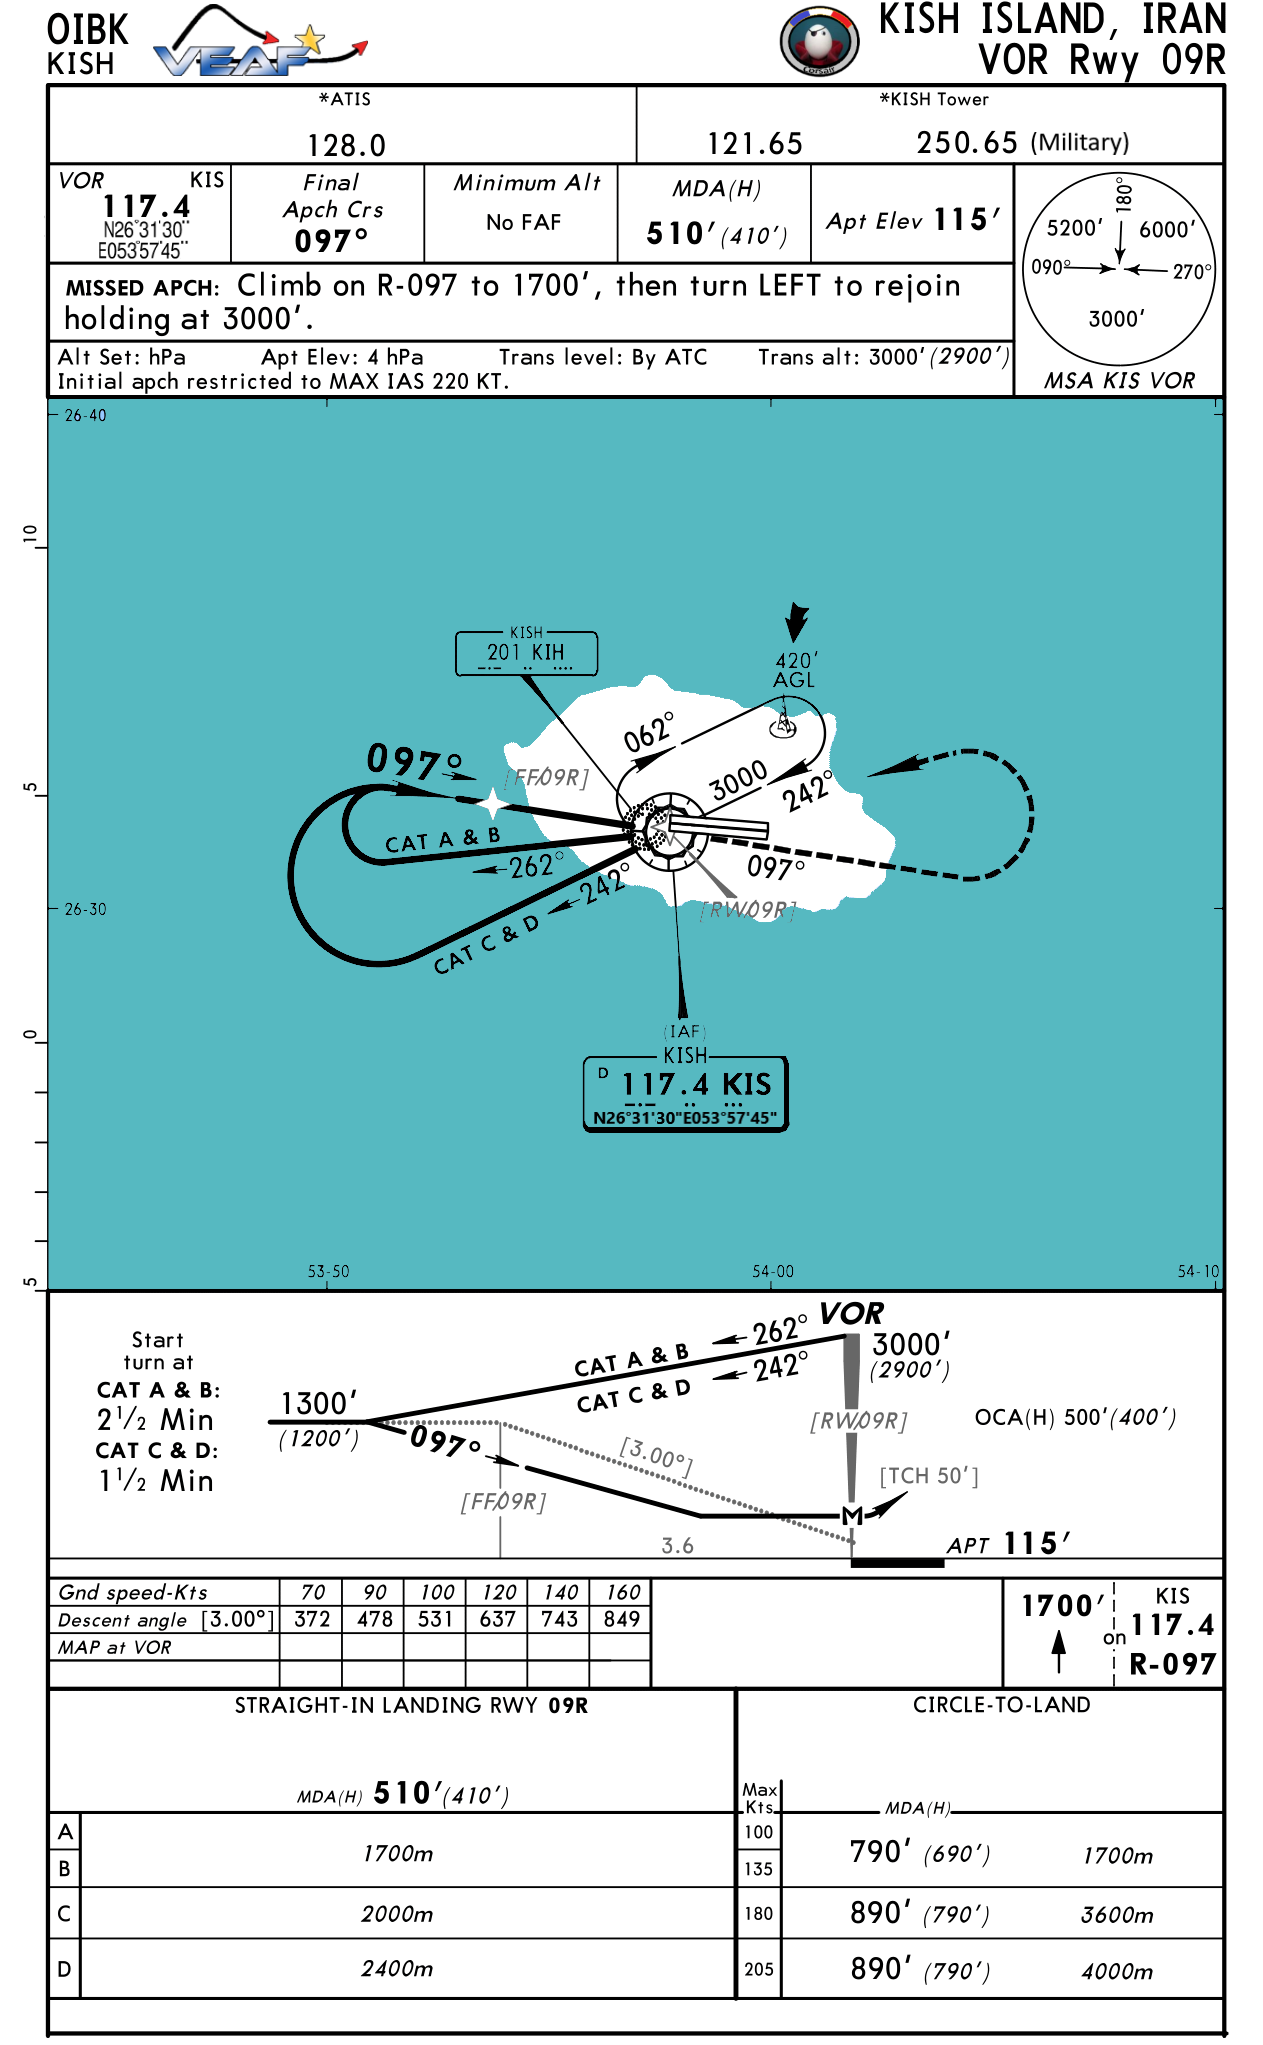 OIBK
KISH
VEAF
Corsair
KISH ISLAND, IRAN
VOR Rwy 09R
*ATIS
128.0
*KISH Tower
121.65 250.65 (Military)
VOR KIS
117.4
N26°31'30"
E053°57'45"
Final
Apch Crs
097°
Minimum Alt
No FAF
MDA(H)
510' (410')
Apt Elev 115'
180°
5200' 6000'
090° 270°
3000'
MSA KIS VOR
MISSED APCH: Climb on R-097 to 1700', then turn LEFT to rejoin
holding at 3000'.
Alt Set: hPa Apt Elev: 4 hPa Trans level: By ATC Trans alt: 3000' (2900')
Initial apch restricted to MAX IAS 220 KT.
26-40
10
KISH
201 KIH
420'
AGL
062°
097°
[FF09R]
3000
242°
5
CAT A & B
262°
097°
242°
[RW09R]
26-30
CAT C & D
0
(IAF)
KISH
D 117.4 KIS
N26°31'30"E053°57'45"
5
53-50 54-00 54-10
VOR
Start
turn at
CAT A & B:
2 1/2 Min
CAT C & D:
1 1/2 Min
CAT A & B 262°
CAT C & D 242°
3000'
(2900')
1300'
(1200')
097°
[3.00°]
[RW09R]
OCA(H) 500' (400')
[FF09R]
[TCH 50']
M
3.6
APT 115'
Gnd speed-Kts 70 90 100 120 140 160
Descent angle [3.00°] 372 478 531 637 743 849
MAP at VOR
1700'
on
KIS
117.4
R-097
STRAIGHT-IN LANDING RWY 09R
CIRCLE-TO-LAND
MDA(H) 510' (410')
Max
Kts
MDA(H)
A
B
1700m
100
135
790' (690') 1700m
C 2000m 180 890' (790') 3600m
D 2400m 205 890' (790') 4000m